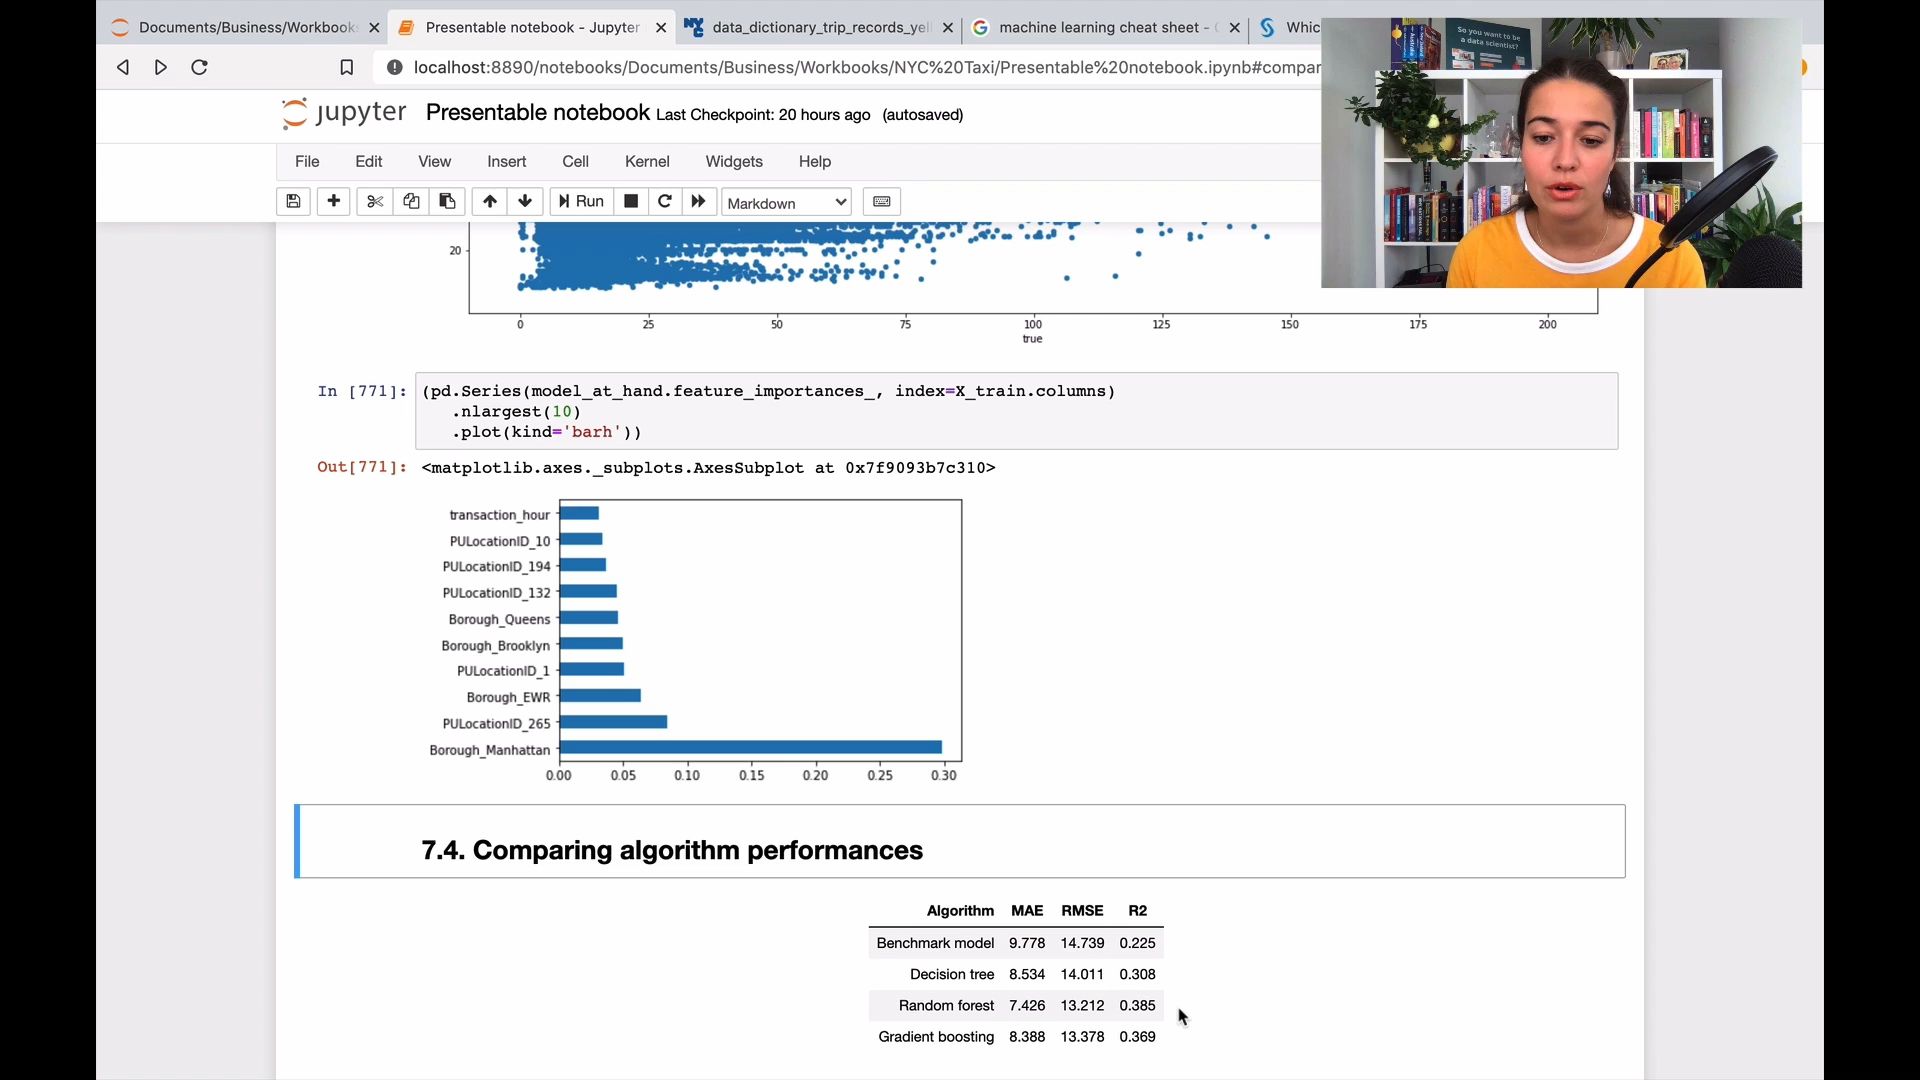 Documents/Business/Workbook
Presentable notebook - Jupyter
data_dictionary_trip_records_yel
machine learning cheat sheet -
Whic
localhost:8890/notebooks/Documents/Business/Workbooks/NYC%20Taxi/Presentable%20notebook.ipynb#compar
So you want to be
a data scientist?
jupyter
Presentable notebook Last Checkpoint: 20 hours ago (autosaved)
File Edit View Insert Cell Kernel Widgets Help
Run
Markdown
20
0 25 50 75 100 125 150 175 200
true
In [771]:
(pd.Series(model_at_hand.feature_importances_, index=X_train.columns)
.nlargest(10)
.plot(kind='barh'))
Out[771]: <matplotlib.axes._subplots.AxesSubplot at 0x7f9093b7c310>
transaction_hour
PULocationID_10
PULocationID_194
PULocationID_132
Borough_Queens
Borough_Brooklyn
PULocationID_1
Borough_EWR
PULocationID_265
Borough_Manhattan
0.00 0.05 0.10 0.15 0.20 0.25 0.30
7.4. Comparing algorithm performances
Algorithm MAE RMSE R2
Benchmark model 9.778 14.739 0.225
Decision tree 8.534 14.011 0.308
Random forest 7.426 13.212 0.385
Gradient boosting 8.388 13.378 0.369